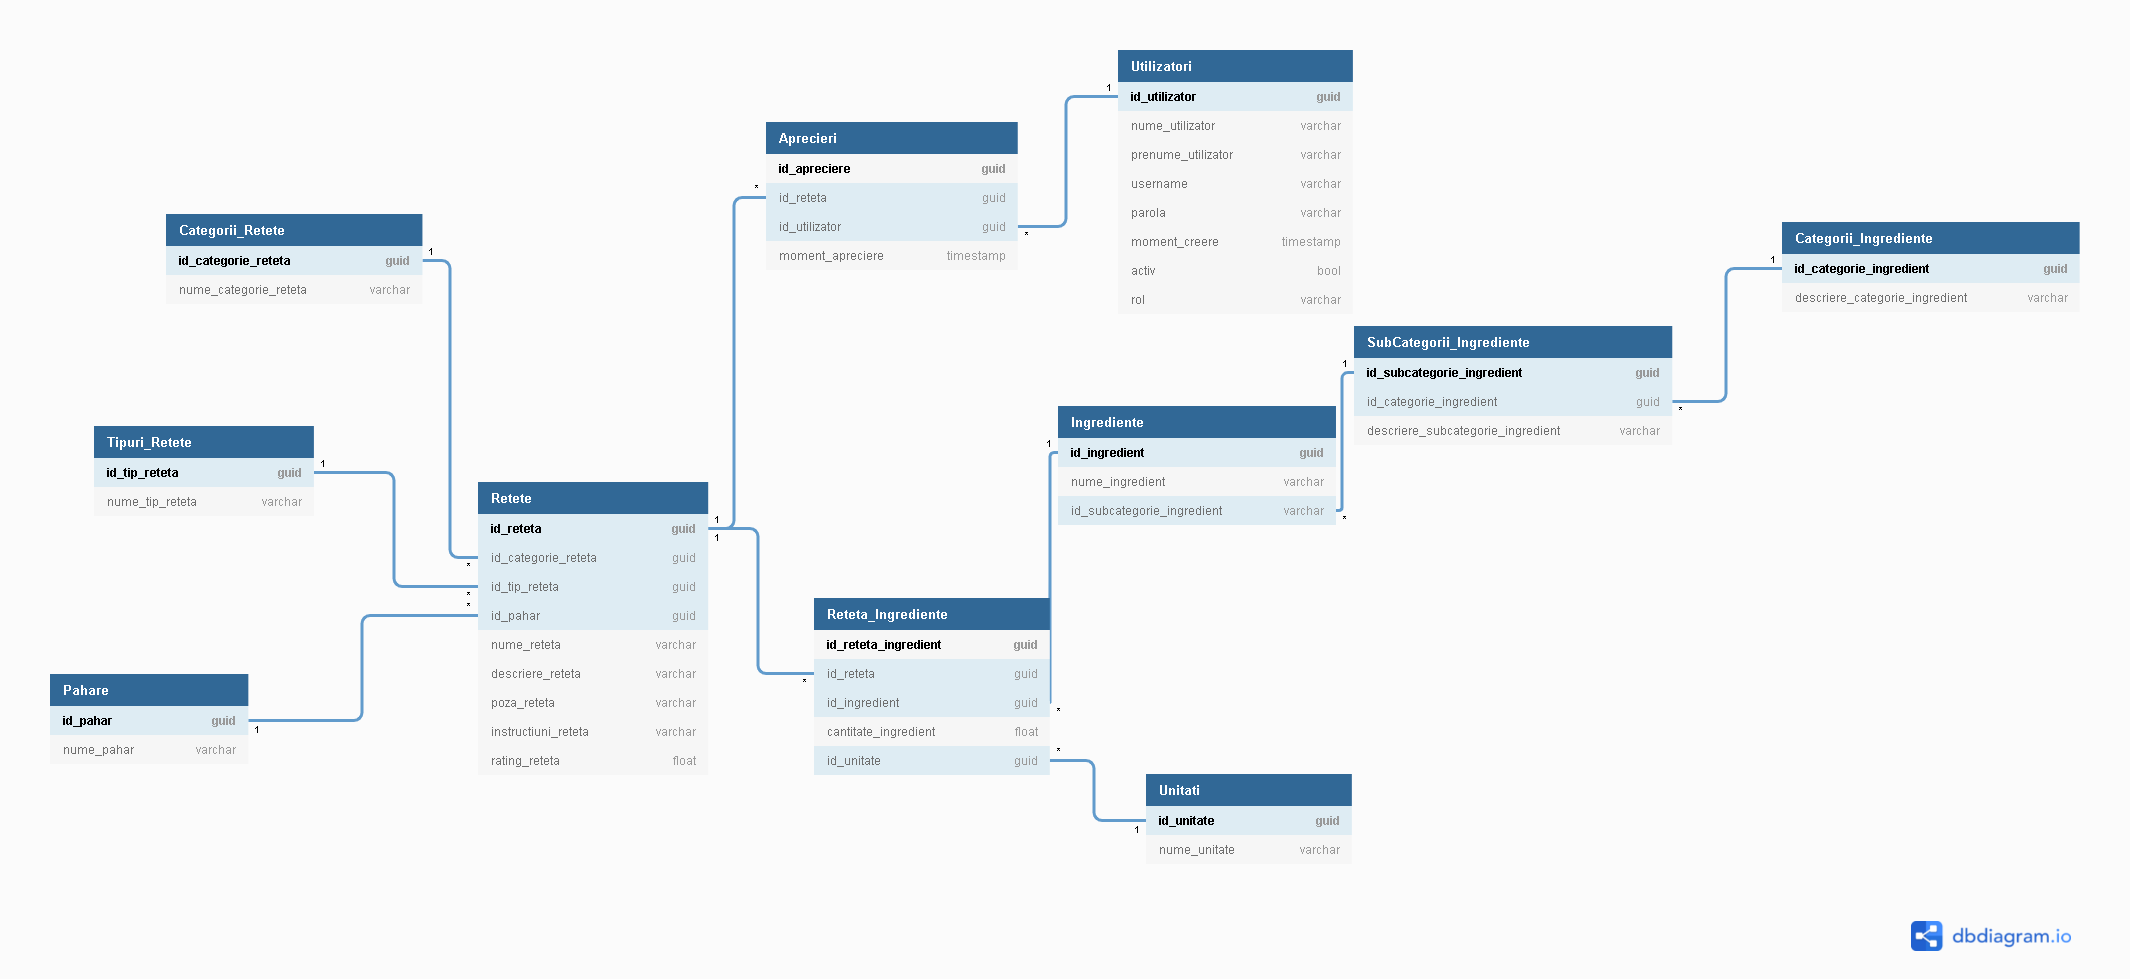 Utilizatori
id_utilizator guid
nume_utilizator varchar
prenume_utilizator varchar
username varchar
parola varchar
moment_creere timestamp
activ bool
rol varchar
1
*
Aprecieri
id_apreciere guid
id_reteta guid
id_utilizator guid
moment_apreciere timestamp
*
Categorii_Retete
id_categorie_reteta guid
nume_categorie_reteta varchar
1
Categorii_Ingrediente
id_categorie_ingredient guid
descriere_categorie_ingredient varchar
1
SubCategorii_Ingrediente
id_subcategorie_ingredient guid
id_categorie_ingredient guid
descriere_subcategorie_ingredient varchar
1
*
Ingrediente
id_ingredient guid
nume_ingredient varchar
id_subcategorie_ingredient varchar
1
*
Tipuri_Retete
id_tip_reteta guid
nume_tip_reteta varchar
1
Retete
id_reteta guid
id_categorie_reteta guid
id_tip_reteta guid
id_pahar guid
nume_reteta varchar
descriere_reteta varchar
poza_reteta varchar
instructiuni_reteta varchar
rating_reteta float
1
1
*
*
*
Reteta_Ingrediente
id_reteta_ingredient guid
id_reteta guid
id_ingredient guid
cantitate_ingredient float
id_unitate guid
*
*
*
Pahare
id_pahar guid
nume_pahar varchar
1
Unitati
id_unitate guid
nume_unitate varchar
1
dbdiagram.io